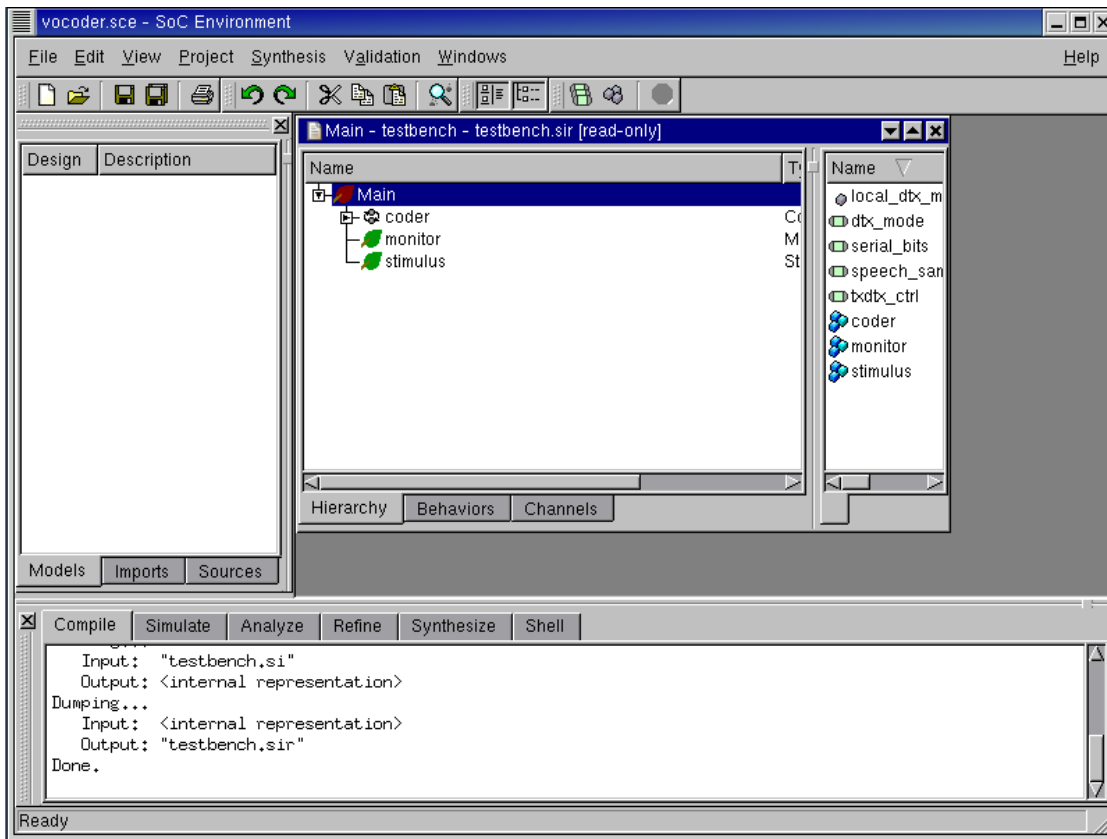 vocoder.sce - SoC Environment
File Edit View Project Synthesis Validation Windows Help
Design Description
Models Imports Sources
Main - testbench - testbench.sir [read-only]
Name
Main
coder
monitor
stimulus
Hierarchy Behaviors Channels
Name
local_dtx_m
dtx_mode
serial_bits
speech_san
txdtx_ctrl
coder
monitor
stimulus
Compile Simulate Analyze Refine Synthesize Shell
Input: "testbench.si"
Output: <internal representation>
Dumping...
Input: <internal representation>
Output: "testbench.sir"
Done.
Ready